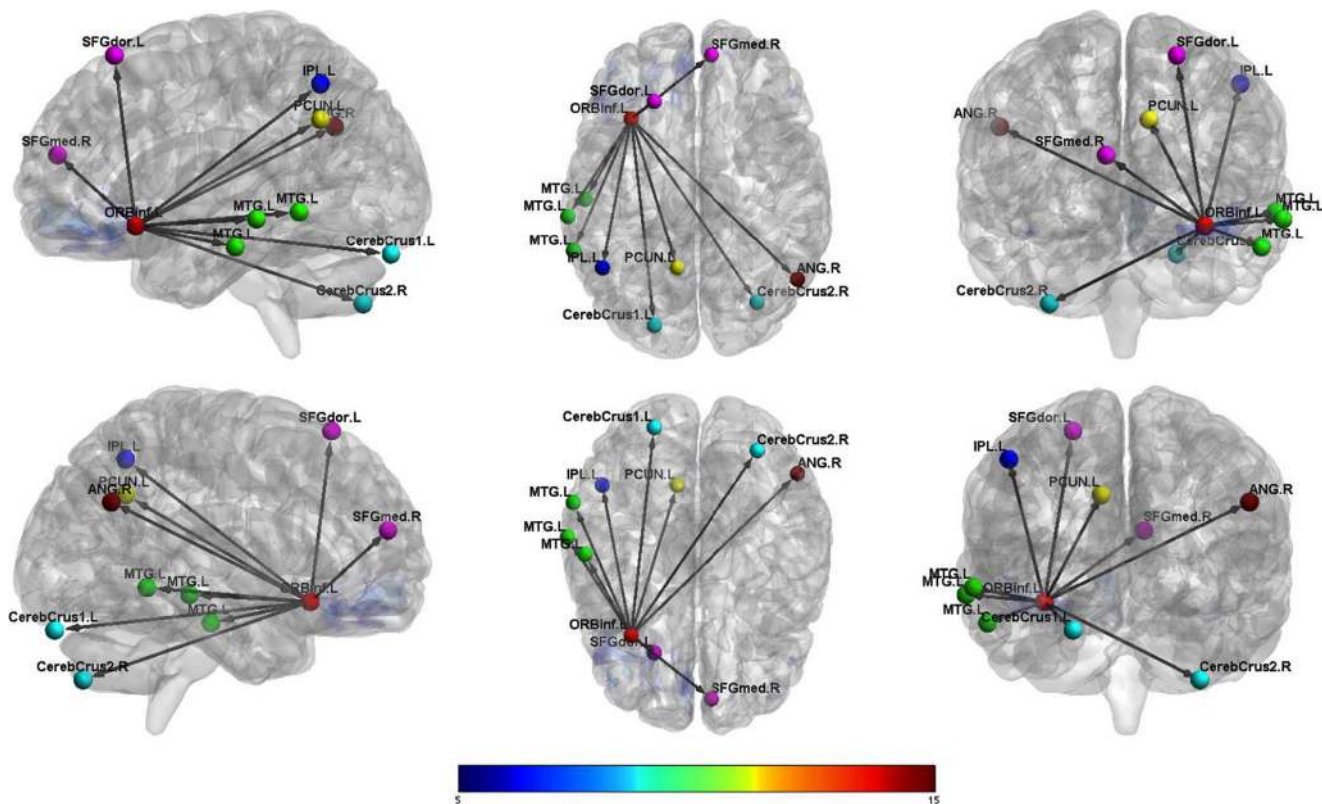 SFGdor.L
IPL.L
PCUN.L
NG.R
SFGmed.R
MTG.L
MTG.L
ORBinf.L
MTG.L
CerebCrus1.L
CerebCrus2.R
SFGmed.R
SFGdor.L
ORBinf.L
MTG.L
MTG.L
MTG.L
IPL.L
PCUN.L
ANG.R
CerebCrus2.R
CerebCrus1.L
SFGdor.L
IPL.L
ANG.R
PCUN.L
SFGmed.R
MTG.L
MTG.L
ORBinf.L
MTG.L
CerebCrus2.R
SFGdor.L
IPL.L
PCUN.L
ANG.R
SFGmed.R
MTG.L
MTG.L
ORBinf.L
MTG.L
CerebCrus1.L
CerebCrus2.R
CerebCrus1.L
CerebCrus2.R
ANG.R
IPL.L
PCUN.L
MTG.L
MTG.L
MTG.L
ORBinf.L
SFGdor.L
SFGmed.R
SFGdor.L
IPL.L
PCUN.L
ANG.R
SFGmed.R
MTG.L
MTG.L
ORBinf.L
MTG.L
CerebCrus1.L
CerebCrus2.R
5
15